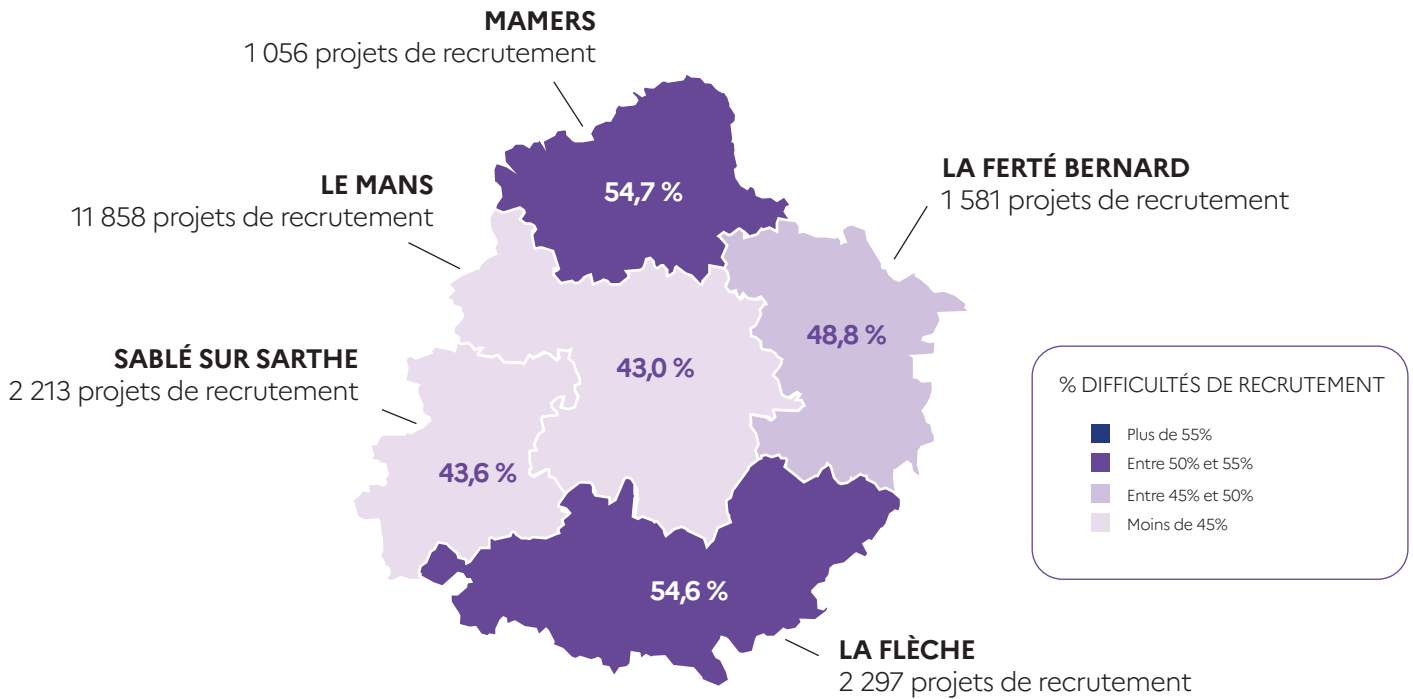 MAMERS
1 056 projets de recrutement
LE MANS
11 858 projets de recrutement
LA FERTÉ BERNARD
1 581 projets de recrutement
SABLÉ SUR SARTHE
2 213 projets de recrutement
54,7 %
48,8 %
43,0 %
43,6 %
54,6 %
LA FLÈCHE
2 297 projets de recrutement
% DIFFICULTÉS DE RECRUTEMENT
Plus de 55%
Entre 50% et 55%
Entre 45% et 50%
Moins de 45%